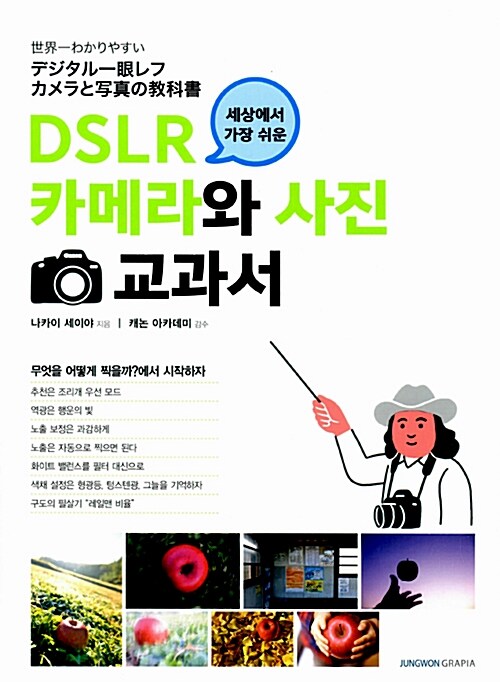 世界一わかりやすい
デジタル一眼レフ
カメラと写真の教科書
세상에서
가장 쉬운
DSLR
카메라와 사진
교과서
나카이 세이야 지음 | 캐논 아카데미 감수
무엇을 어떻게 찍을까?에서 시작하자
추천은 조리개 우선 모드
역광은 행운의 빛
노출 보정은 과감하게
노출은 자동으로 찍으면 된다
화이트 밸런스를 필터 대신으로
색채 설정은 형광등, 텅스텐광, 그늘을 기억하자
구도의 필살기 "레일맨 비율"
JUNGWON GRAPIA